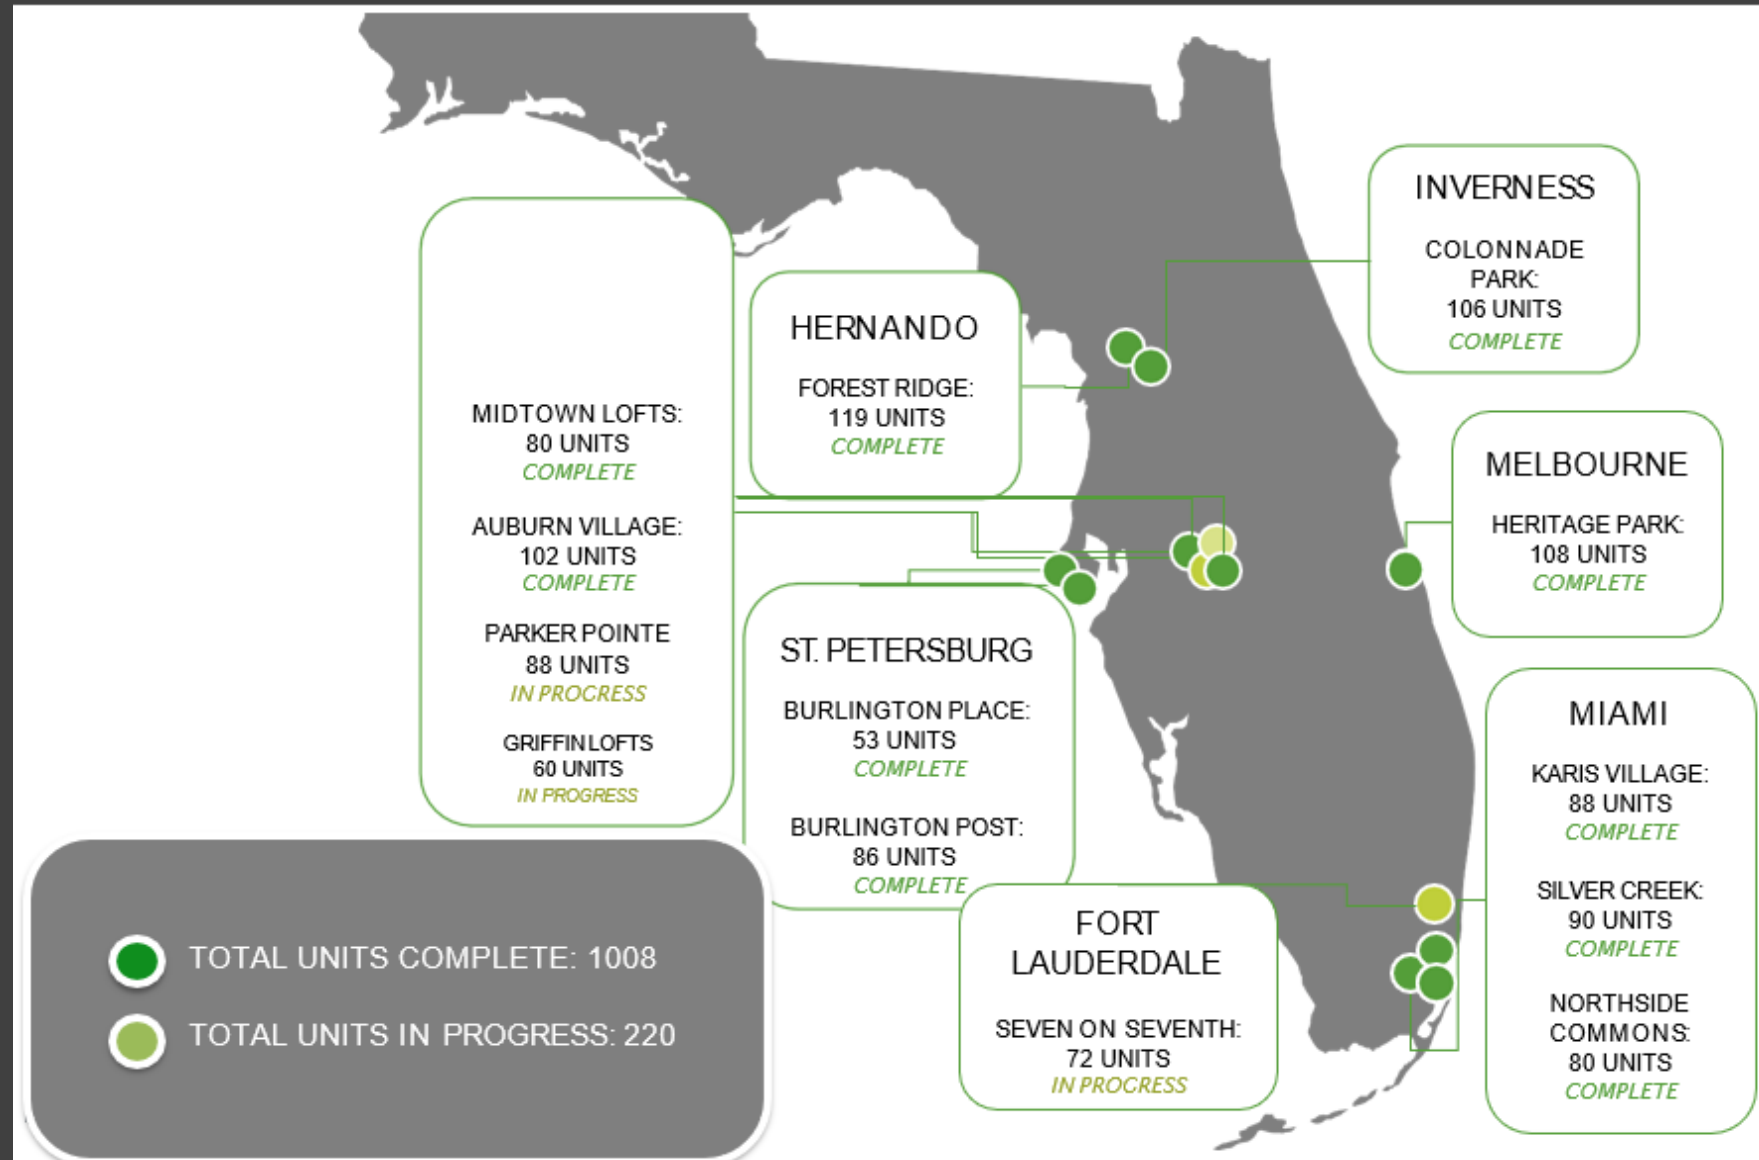 INVERNESS
COLONNADE
PARK:
106 UNITS
COMPLETE
HERNANDO
FOREST RIDGE:
119 UNITS
COMPLETE
MIDTOWN LOFTS:
80 UNITS
COMPLETE
AUBURN VILLAGE:
102 UNITS
COMPLETE
PARKER POINTE
88 UNITS
IN PROGRESS
GRIFFIN LOFTS
60 UNITS
IN PROGRESS
MELBOURNE
HERITAGE PARK:
108 UNITS
COMPLETE
ST. PETERSBURG
BURLINGTON PLACE:
53 UNITS
COMPLETE
BURLINGTON POST:
86 UNITS
COMPLETE
MIAMI
KARIS VILLAGE:
88 UNITS
COMPLETE
SILVER CREEK:
90 UNITS
COMPLETE
NORTHSIDE
COMMONS:
80 UNITS
COMPLETE
FORT
LAUDERDALE
SEVEN ON SEVENTH:
72 UNITS
IN PROGRESS
TOTAL UNITS COMPLETE: 1008
TOTAL UNITS IN PROGRESS: 220